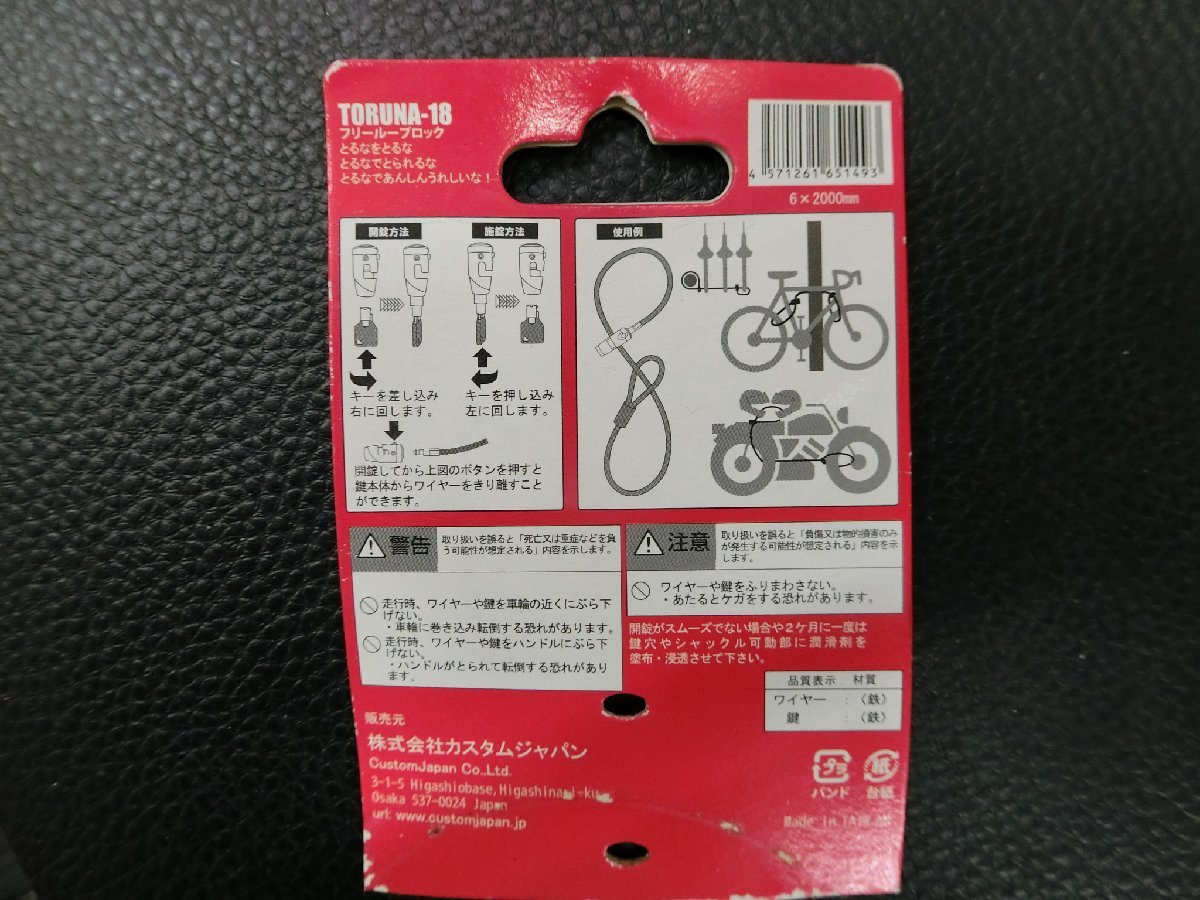 TORUNA-18
フリーループロック
とるなをとるな
とるなでとられるな
とるなであんしんうれしいな!
4 571261 651493
6×2000mm
開錠方法
施錠方法
キーを差し込み
右に回します。
キーを押し込み
左に回します。
開錠してから上図のボタンを押すと
鍵本体からワイヤーをきり離すこと
ができます。
使用例
警告
取り扱いを誤ると「死亡又は重症などを負
う可能性が想定される」内容を示します。
走行時、ワイヤーや鍵を車輪の近くにぶら下
げない。
・車輪に巻き込み転倒する恐れがあります。
走行時、ワイヤーや鍵をハンドルにぶら下
げない。
・ハンドルがとられて転倒する恐れがあり
ます。
注意
取り扱いを誤ると「負傷又は物的損害のみ
が発生する可能性が想定される」内容を示
します。
ワイヤーや鍵をふりまわさない。
・あたるとケガをする恐れがあります。
開錠がスムーズでない場合や2ケ月に一度は
鍵穴やシャックル可動部に潤滑剤を
塗布・浸透させて下さい。
品質表示 材質
ワイヤー :〈鉄〉
鍵 :〈鉄〉
販売元
株式会社カスタムジャパン
CustomJapan Co.,Ltd.
3-1-5 Higashiobase, Higashinari-ku,
Osaka 537-0024 Japan
url: www.customjapan.jp
プラ
バンド
紙
台紙
Made in TAIWAN